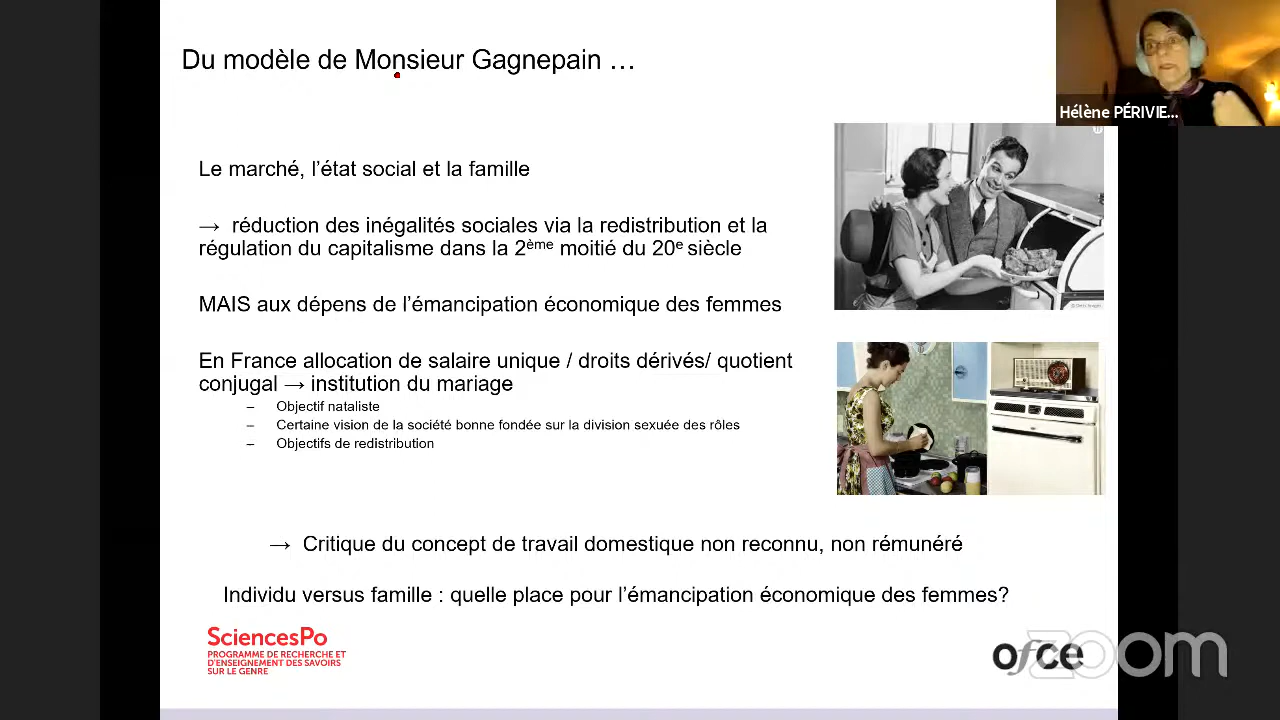 Du modèle de Monsieur Gagnepain …
Hélène PÉRIVIE...
Le marché, l’état social et la famille
→ réduction des inégalités sociales via la redistribution et la
régulation du capitalisme dans la 2ème moitié du 20e siècle
MAIS aux dépens de l’émancipation économique des femmes
En France allocation de salaire unique / droits dérivés/ quotient
conjugal → institution du mariage
– Objectif nataliste
– Certaine vision de la société bonne fondée sur la division sexuée des rôles
– Objectifs de redistribution
→ Critique du concept de travail domestique non reconnu, non rémunéré
Individu versus famille : quelle place pour l’émancipation économique des femmes?
SciencesPo
PROGRAMME DE RECHERCHE ET
D'ENSEIGNEMENT DES SAVOIRS
SUR LE GENRE
ofce
zoom